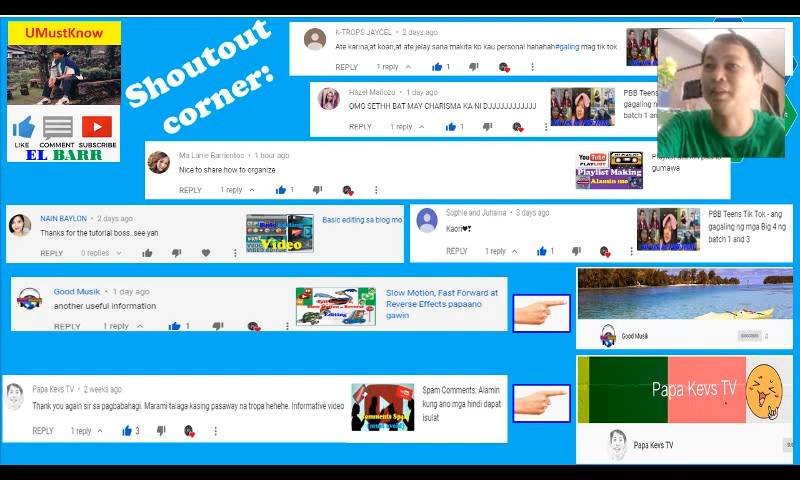 UMustKnow
LIKE COMMENT SUBSCRIBE
EL BARR
Shoutout
corner:
K-TROPS JAYCEL • 2 days ago
Ate karina,at koari,at ate jelay sana makita ko kau personal hahahah#galing mag tik tok
REPLY 1 reply 1
Hazel Mañozo • 1 day ago
OMG SETHH BAT MAY CHARISMA KA NI DJJJJJJJJJJJJ
REPLY 1 reply 1
PBB Teens
gagaling ng
batch 1 and
Ma Larrie Barrientos • 1 hour ago
Nice to share how to organize
REPLY 1 reply 1
YouTube
PLAYLIST
Playlist Making
Alamin mo
gumawa
NAIN BAYLON • 2 days ago
Thanks for the tutorial boss..see yah
REPLY 0 replies
Video
Basic editing sa blog mo
Sophie and Juhaina • 3 days ago
Kaori
REPLY 1 reply 1
PBB Teens Tik Tok - ang
gagaling ng mga Big 4 ng
batch 1 and 3
Good Musik • 1 day ago
another useful information
REPLY 1 reply 1
Editing
Slow Motion, Fast Forward at
Reverse Effects papaano
gawin
Good Musik
Papa Kevs TV • 2 weeks ago
Thank you again sir sa pagbabahagi. Marami talaga kasing pasaway na tropa hehehe. Informative video
REPLY 1 reply 3
Comments Spam
Spam Comments: Alamin
kung ano mga hindi dapat
isulat
Papa Kevs TV
Papa Kevs TV